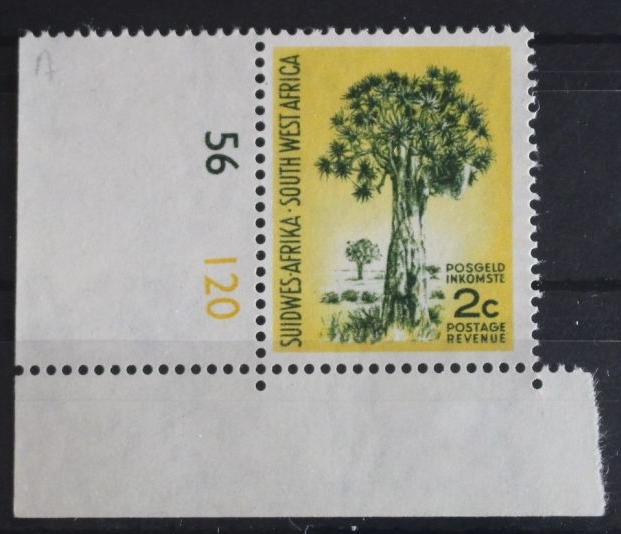 A
56
120
SUIDWES-AFRIKA · SOUTH WEST AFRICA
POSGELD
INKOMSTE
2c
POSTAGE
REVENUE